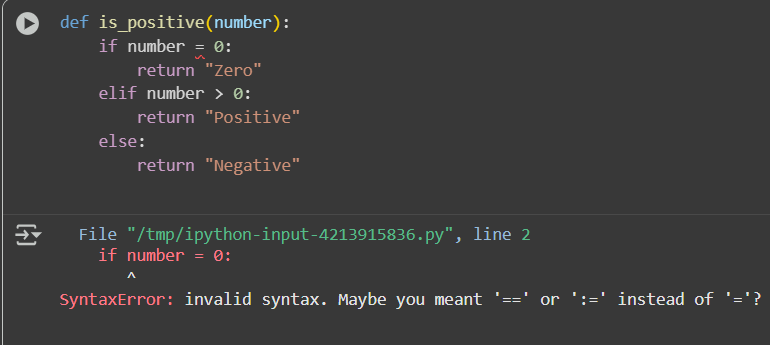 def is_positive(number):
    if number = 0:
        return "Zero"
    elif number > 0:
        return "Positive"
    else:
        return "Negative"
File "/tmp/ipython-input-4213915836.py", line 2
    if number = 0:
       ^
SyntaxError: invalid syntax. Maybe you meant '==' or ':=' instead of '='?